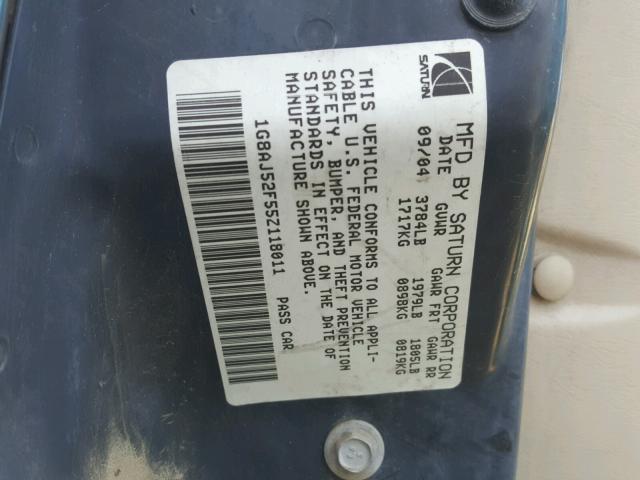 SATURN
MFD BY SATURN CORPORATION
DATE GVWR GAWR FRT GAWR RR
09/04 3784LB 1979LB 1805LB
1717KG 0898KG 0819KG
THIS VEHICLE CONFORMS TO ALL APPLI-
CABLE U.S. FEDERAL MOTOR VEHICLE
SAFETY, BUMPER, AND THEFT PREVENTION
STANDARDS IN EFFECT ON THE DATE OF
MANUFACTURE SHOWN ABOVE.
1G8AJ52F55Z118011 PASS CAR